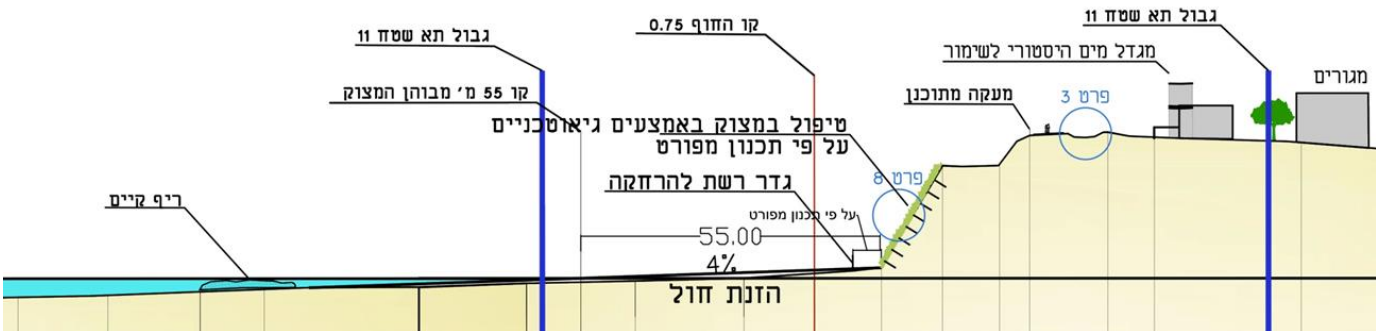 גבול תא שטח 11
קו החוף 0.75
גבול תא שטח 11
מגדל מים היסטורי לשימור
מגורים
קו 55 מ' מבוהן המצוק
מעקה מתוכנן
פרט 3
טיפול במצוק באמצעים גיאוטכניים
על פי תכנון מפורט
פרט 8
גדר רשת להרחקה
ריף קיים
על פי תכנון מפורט
55.00
4%
הזנת חול